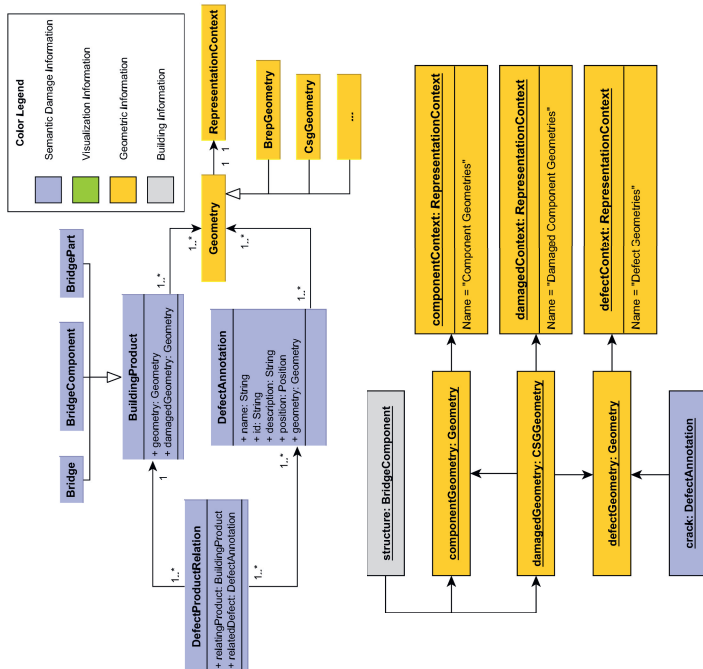 Color Legend
Semantic Damage Information
Visualization Information
Geometric Information
Building Information
Bridge
BridgeComponent
BridgePart
BuildingProduct
+ geometry: Geometry
+ damagedGeometry: Geometry
1..*
1..*
Geometry
1
1
RepresentationContext
BrepGeometry
CsgGeometry
...
DefectProductRelation
+ relatingProduct: BuildingProduct
+ relatedDefect: DefectAnnotation
1..*
1
1..*
1..*
DefectAnnotation
+ name: String
+ id: String
+ description: String
+ position: Position
+ geometry: Geometry
1..*
1..*
structure: BridgeComponent
componentGeometry: Geometry
componentContext: RepresentationContext
Name = "Component Geometries"
damagedGeometry: CSGGeometry
damagedContext: RepresentationContext
Name = "Damaged Component Geometries"
defectGeometry: Geometry
defectContext: RepresentationContext
Name = "Defect Geometries"
crack: DefectAnnotation